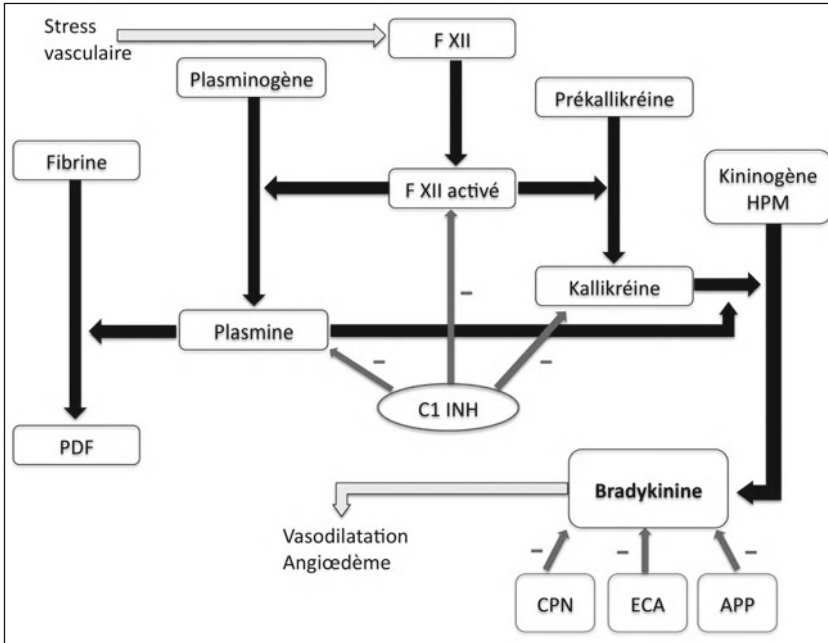 Stress
vasculaire
F XII
Plasminogène
Prékallikréine
Fibrine
F XII activé
Kininogène
HPM
Kallikréine
Plasmine
–
–
–
C1 INH
PDF
Bradykinine
Vasodilatation
Angiœdème
–
–
–
CPN
ECA
APP